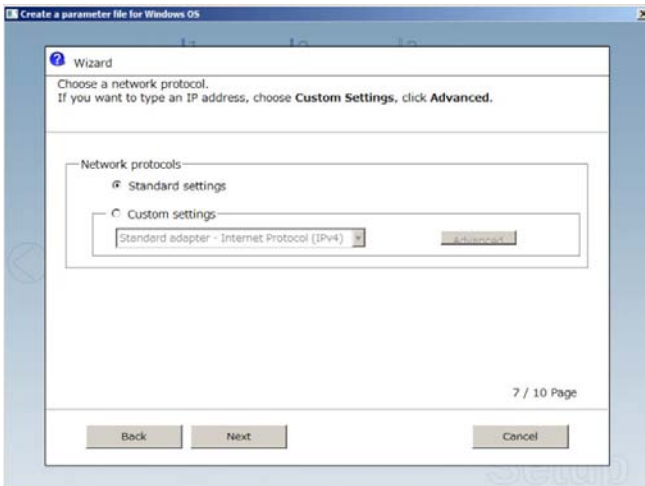 Create a parameter file for Windows OS
Wizard
Choose a network protocol.
If you want to type an IP address, choose Custom Settings, click Advanced.
Network protocols
Standard settings
Custom settings
Standard adapter - Internet Protocol (IPv4)
Advanced
7 / 10 Page
Back
Next
Cancel
Setup